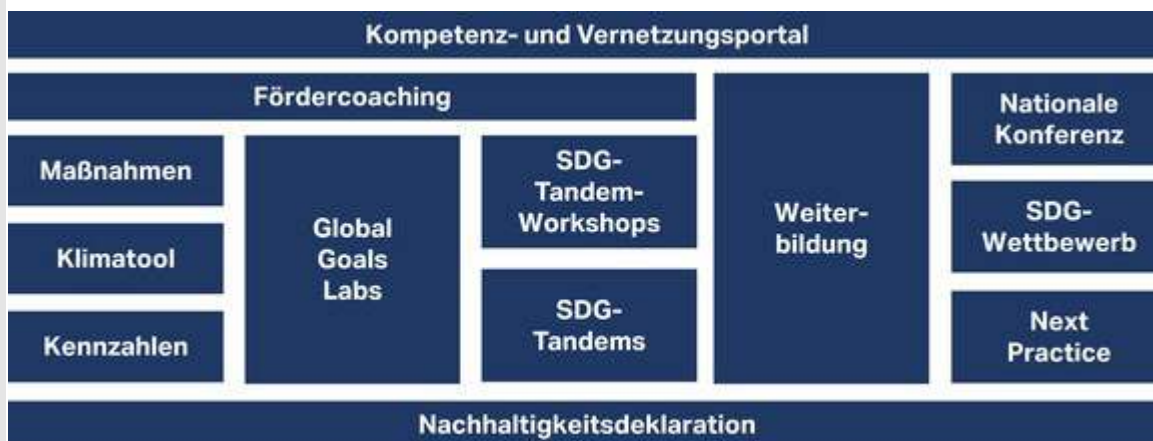 Kompetenz- und Vernetzungsportal
Fördercoaching
Maßnahmen
Klimatool
Kennzahlen
Global
Goals
Labs
SDG-
Tandem-
Workshops
SDG-
Tandems
Weiter-
bildung
Nationale
Konferenz
SDG-
Wettbewerb
Next
Practice
Nachhaltigkeitsdeklaration